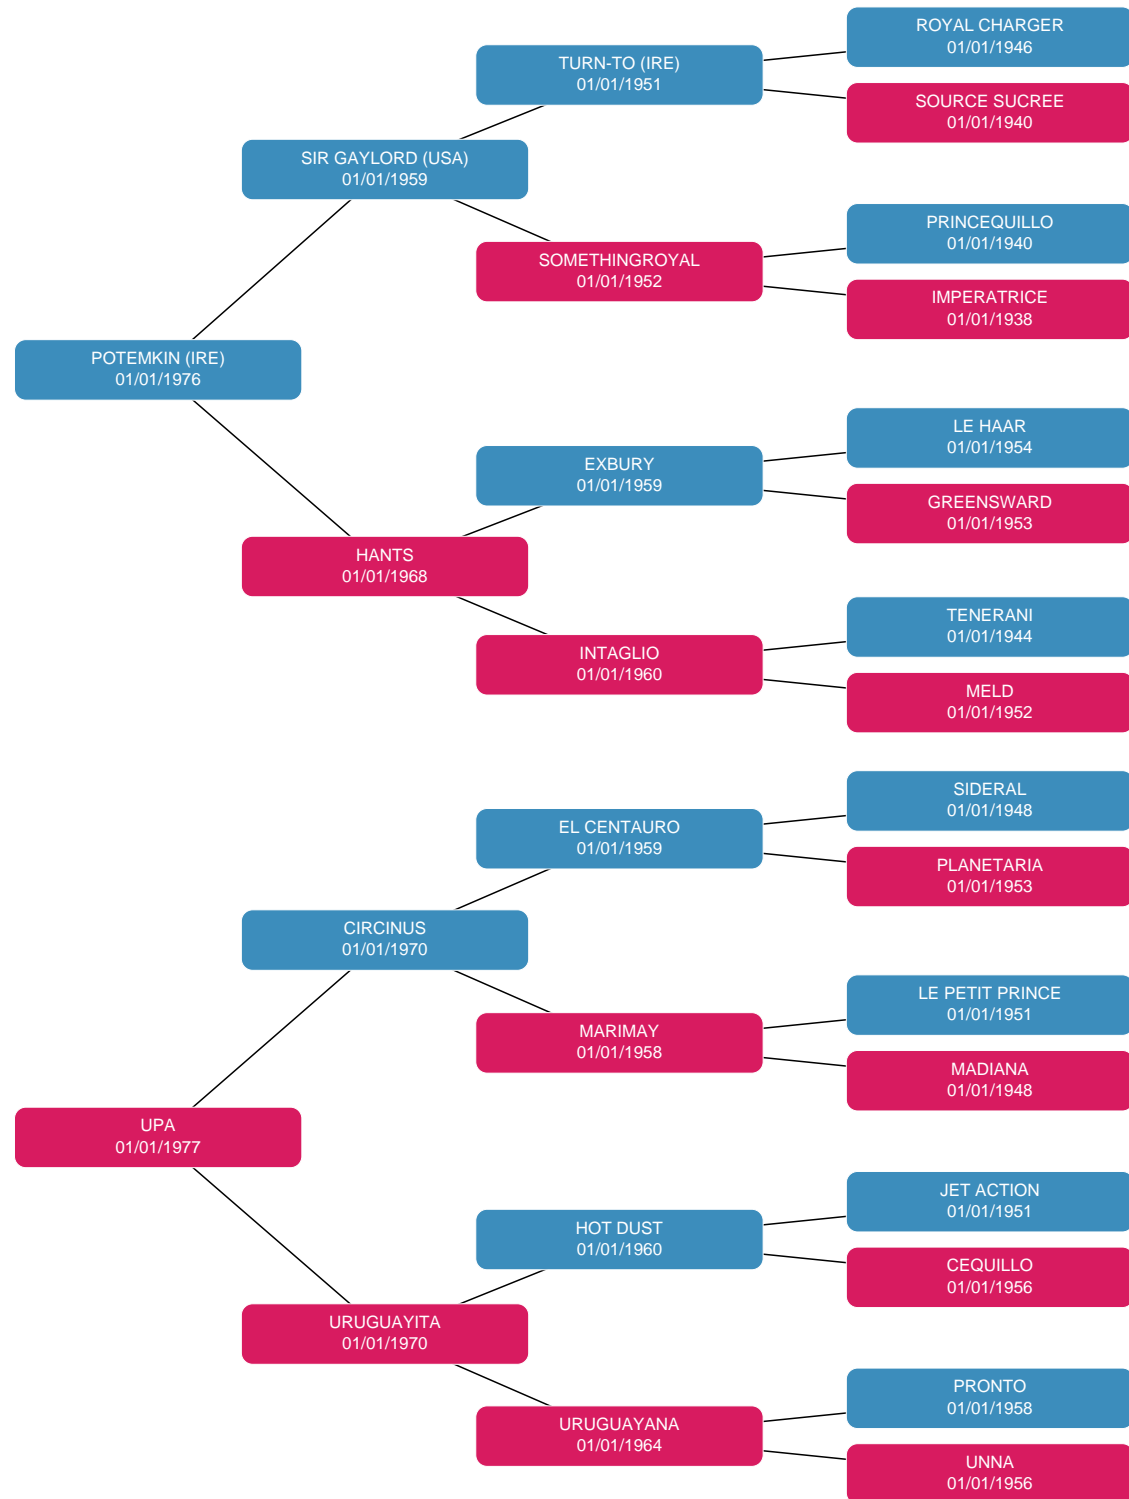 ROYAL CHARGER
01/01/1946
TURN-TO (IRE)
01/01/1951
SOURCE SUCREE
01/01/1940
SIR GAYLORD (USA)
01/01/1959
PRINCEQUILLO
01/01/1940
SOMETHINGROYAL
01/01/1952
IMPERATRICE
01/01/1938
POTEMKIN (IRE)
01/01/1976
LE HAAR
01/01/1954
EXBURY
01/01/1959
GREENSWARD
01/01/1953
HANTS
01/01/1968
TENERANI
01/01/1944
INTAGLIO
01/01/1960
MELD
01/01/1952
SIDERAL
01/01/1948
EL CENTAURO
01/01/1959
PLANETARIA
01/01/1953
CIRCINUS
01/01/1970
LE PETIT PRINCE
01/01/1951
MARIMAY
01/01/1958
MADIANA
01/01/1948
UPA
01/01/1977
JET ACTION
01/01/1951
HOT DUST
01/01/1960
CEQUILLO
01/01/1956
URUGUAYITA
01/01/1970
PRONTO
01/01/1958
URUGUAYANA
01/01/1964
UNNA
01/01/1956